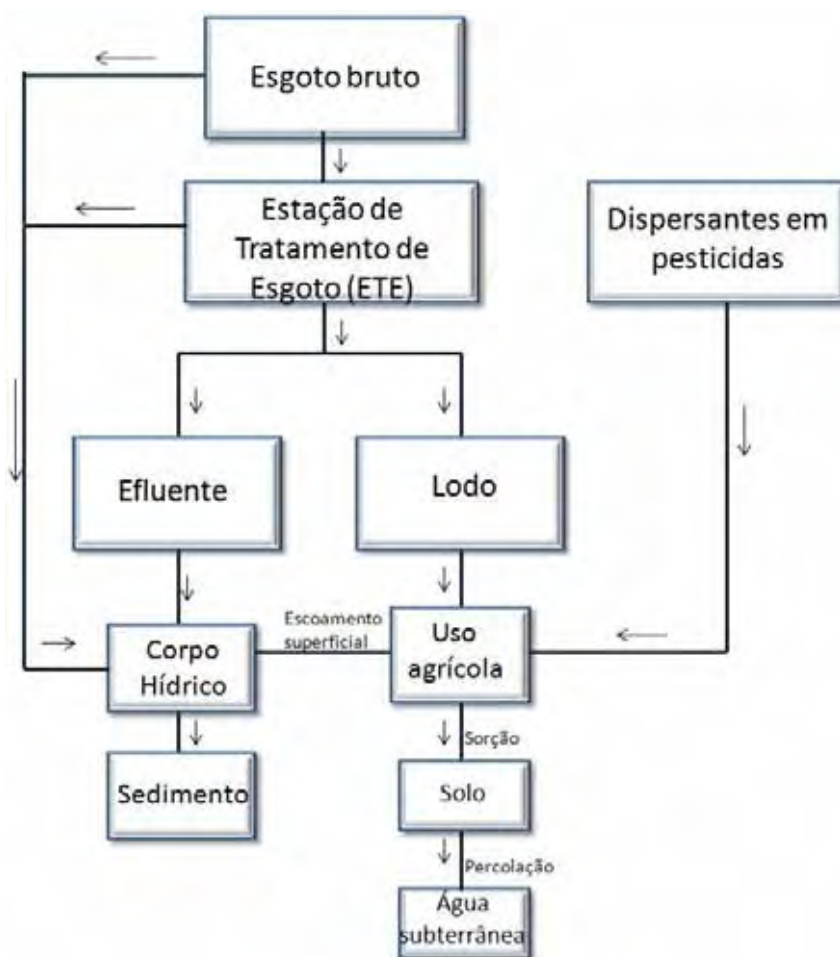 Esgoto bruto
Estação de
Tratamento de
Esgoto (ETE)
Dispersantes em
pesticidas
Efluente
Lodo
Escoamento
superficial
Corpo
Hídrico
Uso
agrícola
Sorção
Sedimento
Solo
Percolação
Água
subterrânea